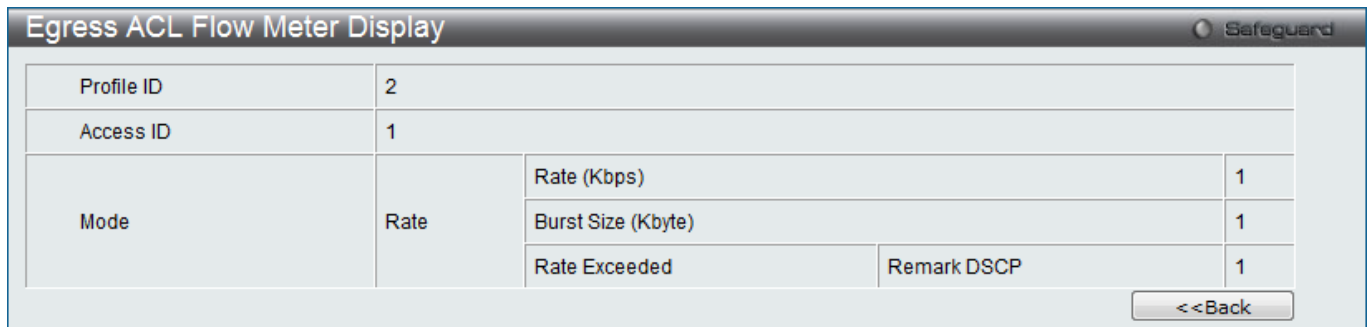 Egress ACL Flow Meter Display
Safeguard
Profile ID 2
Access ID 1
Mode Rate Rate (Kbps) 1
Burst Size (Kbyte) 1
Rate Exceeded Remark DSCP 1
<<Back